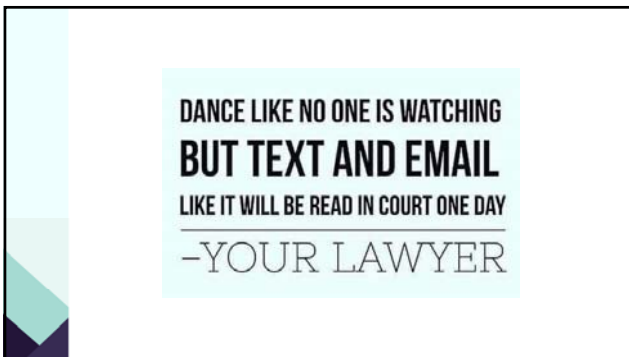 DANCE LIKE NO ONE IS WATCHING
BUT TEXT AND EMAIL
LIKE IT WILL BE READ IN COURT ONE DAY
–YOUR LAWYER